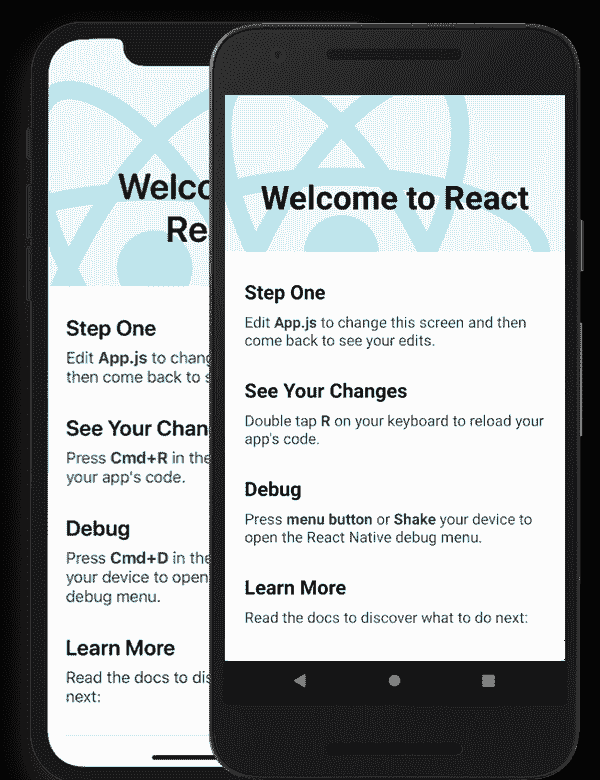 Welco
Re
Step One
Edit App.js to chang
then come back to s
See Your Chan
Press Cmd+R in the
your app's code.
Debug
Press Cmd+D in the
your device to open
debug menu.
Learn More
Read the docs to dis
next:
Welcome to React
Step One
Edit App.js to change this screen and then
come back to see your edits.
See Your Changes
Double tap R on your keyboard to reload your
app's code.
Debug
Press menu button or Shake your device to
open the React Native debug menu.
Learn More
Read the docs to discover what to do next: